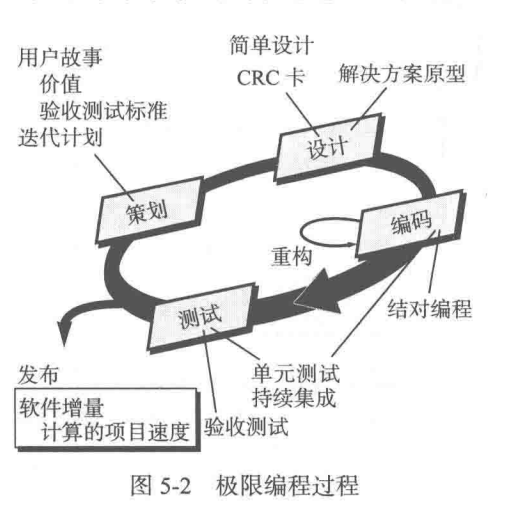 用户故事
价值
验收测试标准
迭代计划
简单设计
CRC 卡
解决方案原型
设计
策划
编码
重构
结对编程
测试
单元测试
持续集成
验收测试
发布
软件增量
计算的项目速度
图 5-2 极限编程过程